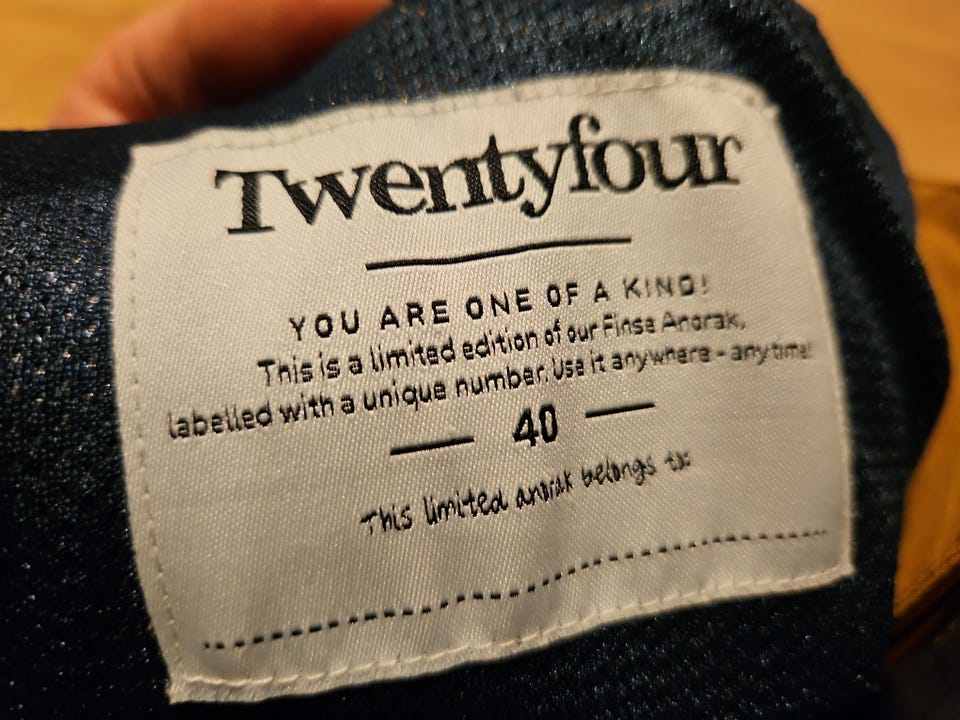 Twentyfour
YOU ARE ONE OF A KIND!
This is a limited edition of our Finse Anorak,
labelled with a unique number. Use it anywhere - anytime!
40
This limited anorak belongs to: